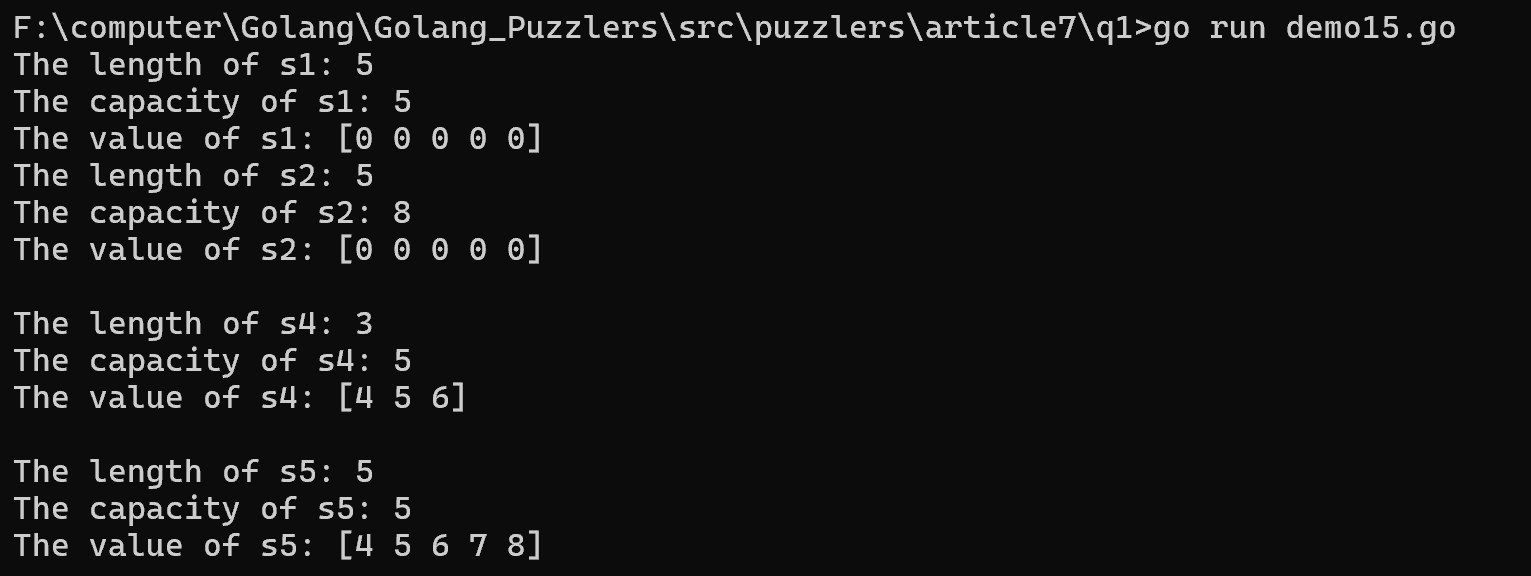 F:\computer\Golang\Golang_Puzzlers\src\puzzlers\article7\q1>go run demo15.go
The length of s1: 5
The capacity of s1: 5
The value of s1: [0 0 0 0 0]
The length of s2: 5
The capacity of s2: 8
The value of s2: [0 0 0 0 0]

The length of s4: 3
The capacity of s4: 5
The value of s4: [4 5 6]

The length of s5: 5
The capacity of s5: 5
The value of s5: [4 5 6 7 8]